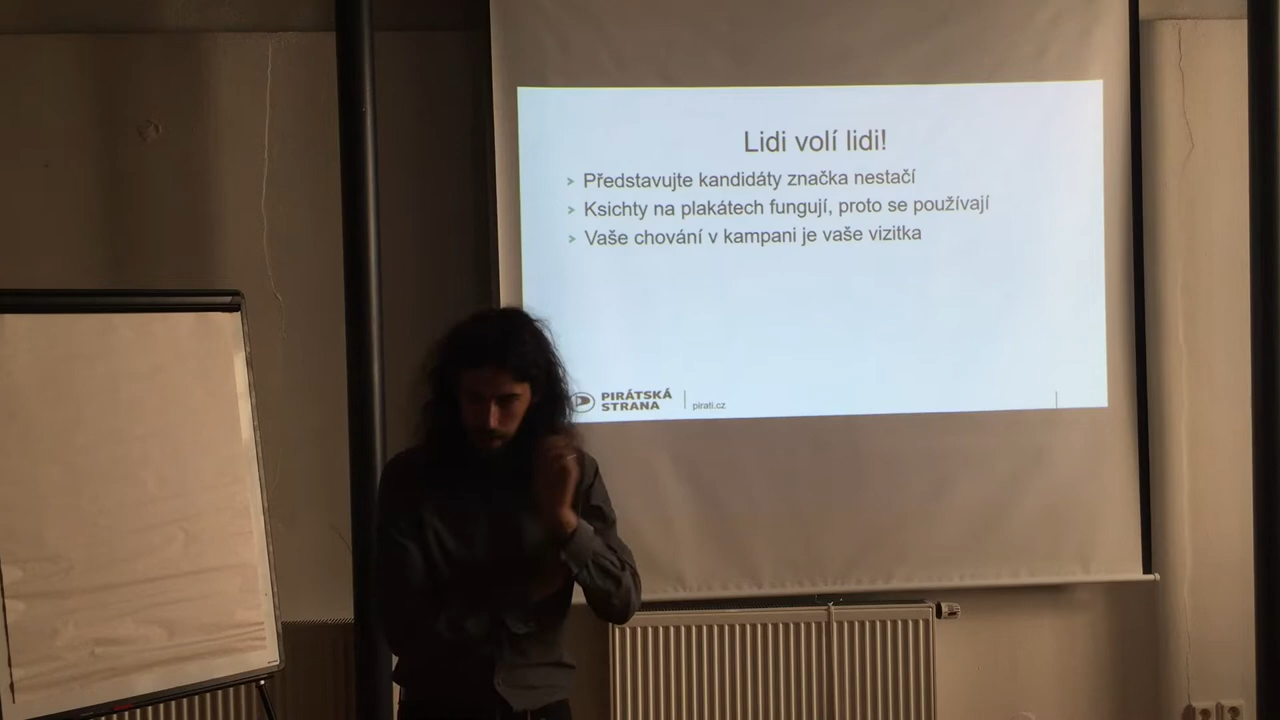 Lidi volí lidi!
Představujte kandidáty značka nestačí
Ksichty na plakátech fungují, proto se používají
Vaše chování v kampani je vaše vizitka
PIRÁTSKÁ
STRANA
pirati.cz